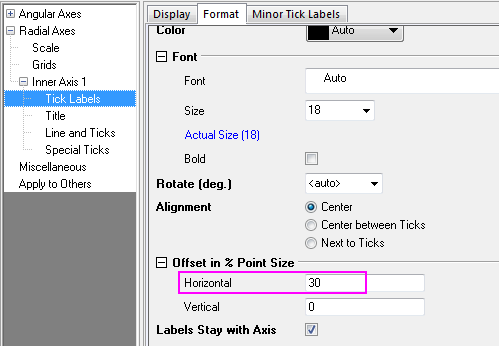 Angular Axes
Radial Axes
Scale
Grids
Inner Axis 1
Tick Labels
Title
Line and Ticks
Special Ticks
Miscellaneous
Apply to Others
Display Format Minor Tick Labels
Color Auto
Font
Font Auto
Size 18
Actual Size (18)
Bold
Rotate (deg.) <auto>
Alignment Center
Center between Ticks
Next to Ticks
Offset in % Point Size
Horizontal 30
Vertical 0
Labels Stay with Axis